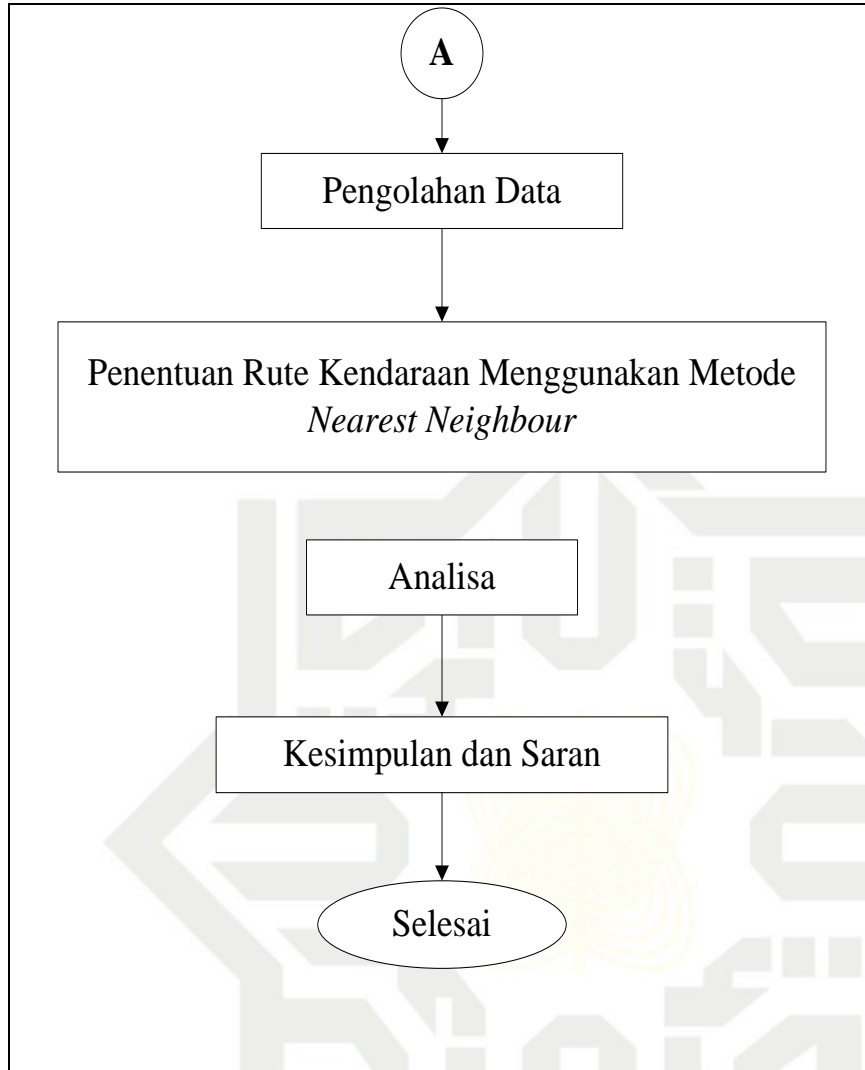 A
Pengolahan Data
Penentuan Rute Kendaraan Menggunakan Metode
Nearest Neighbour
Analisa
Kesimpulan dan Saran
Selesai